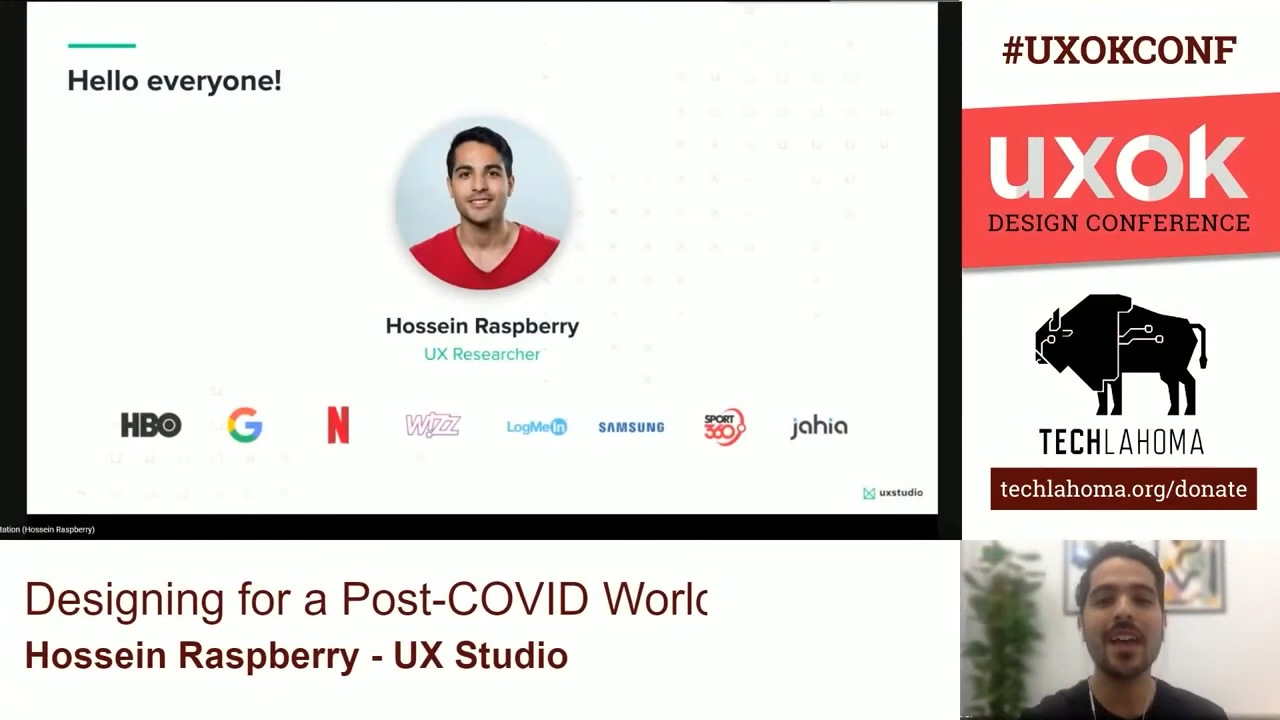 Hello everyone!
Hossein Raspberry
UX Researcher
HBO
G
N
WIZZ
LogMeIn
SAMSUNG
SPORT
360
jahia
uxstudio
tation (Hossein Raspberry)
#UXOKCONF
uxok
DESIGN CONFERENCE
TECHLAHOMA
techlahoma.org/donate
Designing for a Post-COVID World
Hossein Raspberry - UX Studio